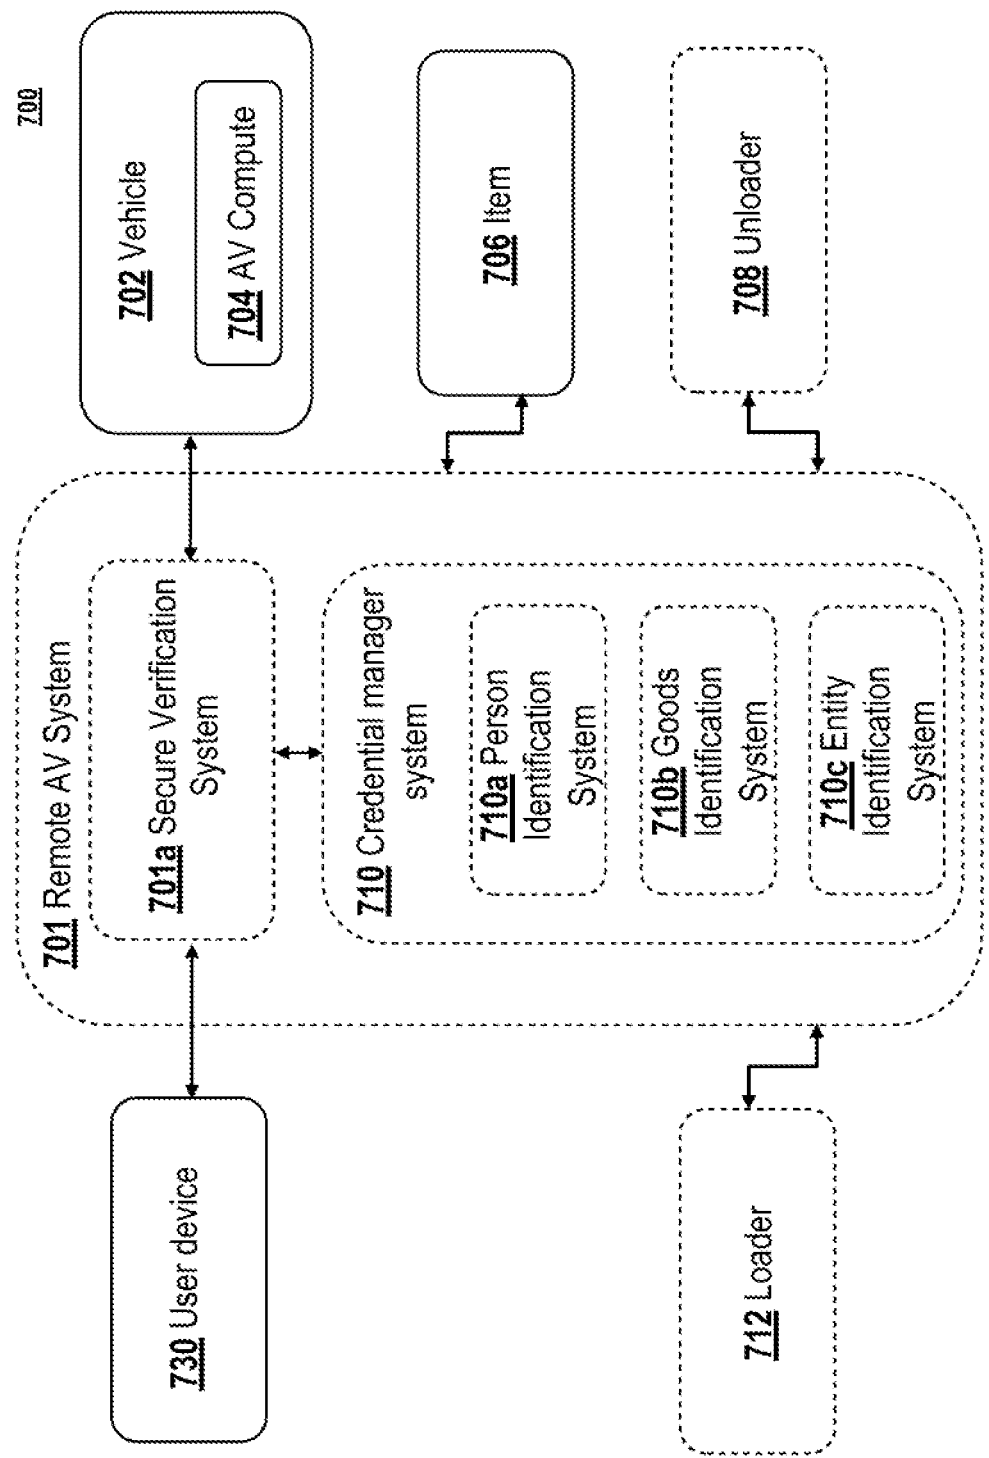 700
701 Remote AV System
730 User device
701a Secure Verification
System
702 Vehicle
704 AV Compute
710 Credential manager
system
710a Person
Identification
System
706 Item
710b Goods
Identification
System
712 Loader
710c Entity
Identification
System
708 Unloader